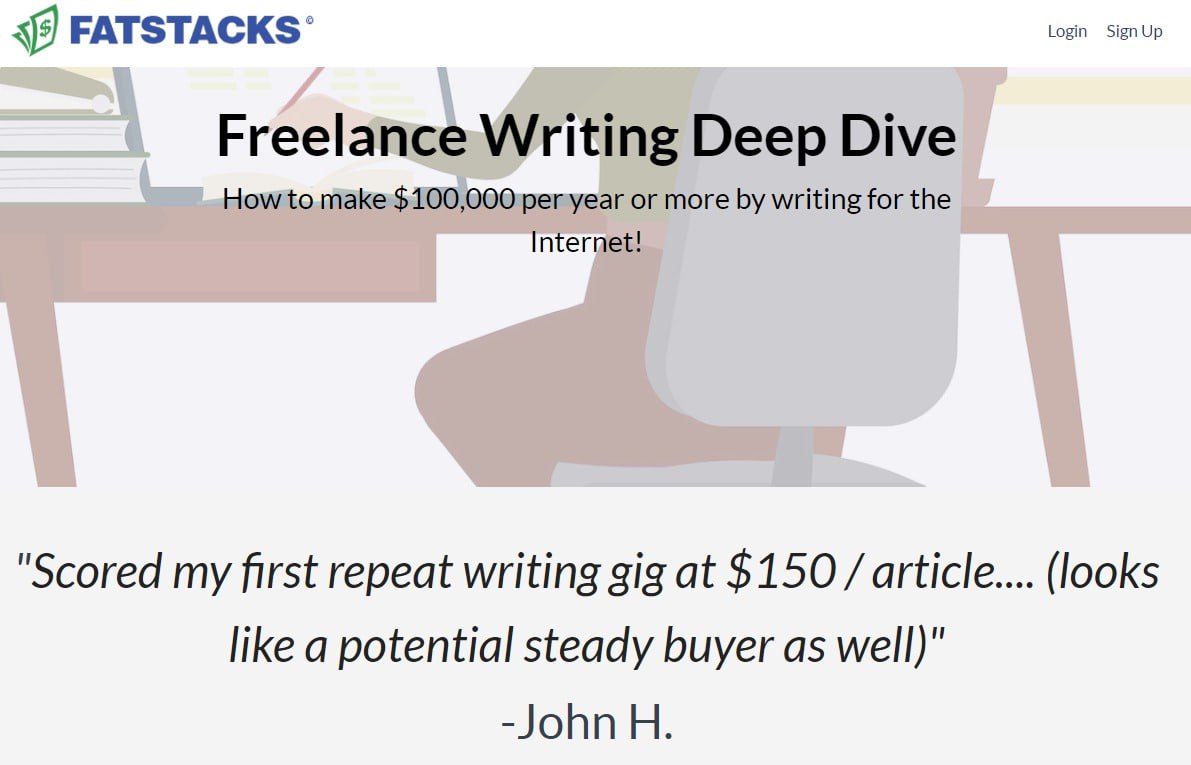 FATSTACKS ©
Login Sign Up
Freelance Writing Deep Dive
How to make $100,000 per year or more by writing for the
Internet!
"Scored my first repeat writing gig at $150 / article.... (looks
like a potential steady buyer as well)"
-John H.